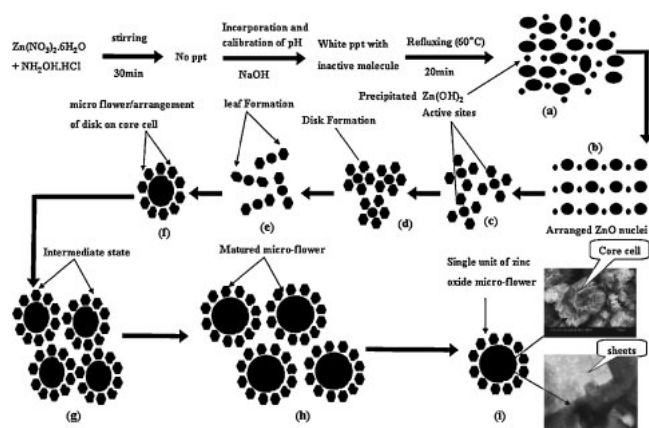 Zn(NO3)2.6H2O
+ NH2OH.HCl
stirring
30min
No ppt
Incorporation and
calibration of pH
NaOH
White ppt with
inactive molecule
Refluxing (60°C)
20min
Precipitated Zn(OH)2
(a)
micro flower/arrangement
of disk on core cell
leaf Formation
Disk Formation
Active sites
(b)
(f)
(e)
(d)
(c)
Arranged ZnO nuclei
Intermediate state
Matured micro-flower
Single unit of zinc
oxide micro-flower
Core cell
sheets
(g)
(h)
(i)